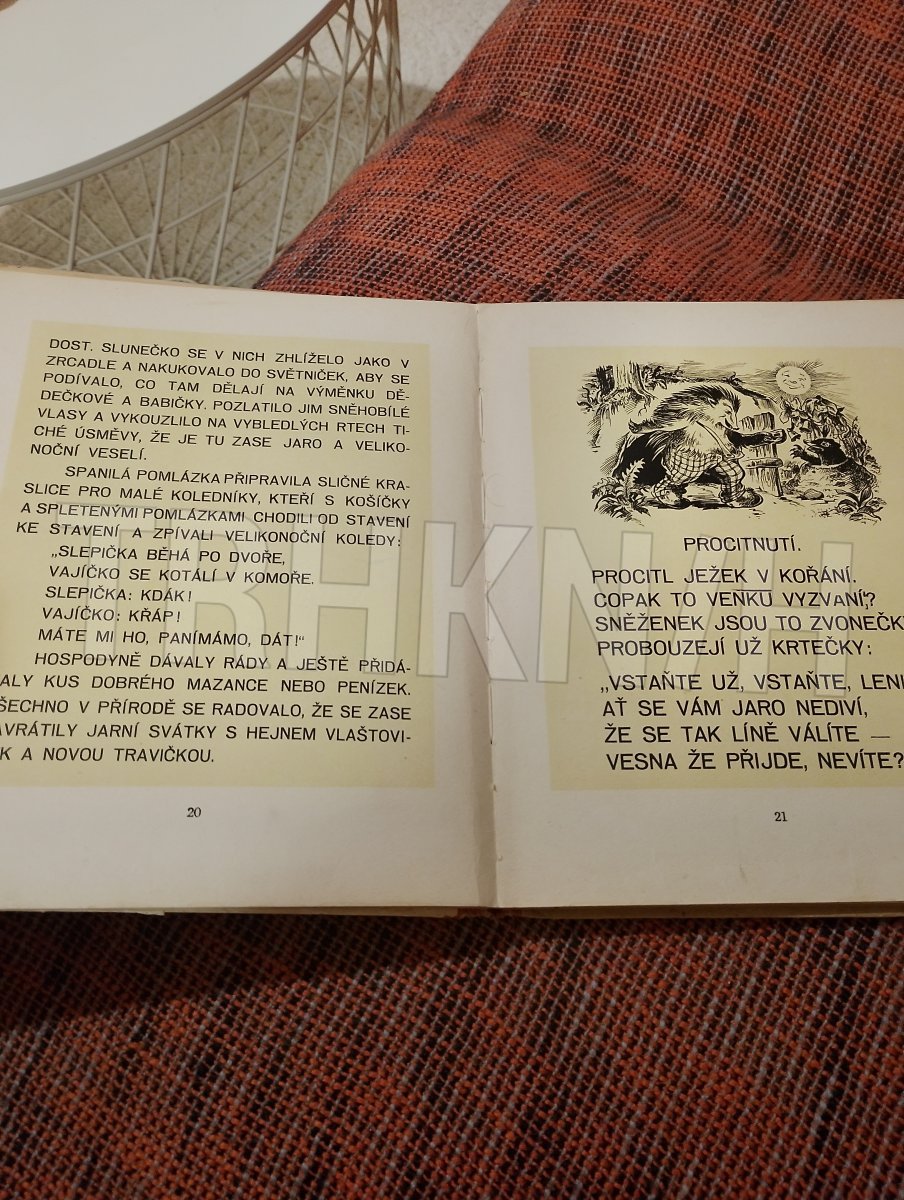 DOST. SLUNEČKO SE V NICH ZHLÍŽELO JAKO V
ZRCADLE A NAKUKOVALO DO SVĚTNIČEK, ABY SE
PODÍVALO, CO TAM DĚLAJÍ NA VÝMĚNKU DĚ-
DEČKOVÉ A BABIČKY. POZLATILO JIM SNĚHOBÍLÉ
VLASY A VYKOUZLILO NA VYBLEDLÝCH RTECH TI-
CHÉ ÚSMĚVY, ŽE JE TU ZASE JARO A VELIKO-
NOČNÍ VESELÍ.
SPANILÁ POMLÁZKA PŘIPRAVILA SLIČNÉ KRA-
SLICE PRO MALÉ KOLEDNÍKY, KTEŘÍ S KOŠÍČKY
A SPLETENÝMI POMLÁZKAMI CHODILI OD STAVENÍ
KE STAVENÍ A ZPÍVALI VELIKONOČNÍ KOLEDY:
„SLEPIČKA BĚHÁ PO DVOŘE,
VAJÍČKO SE KOTÁLÍ V KOMOŘE.
SLEPIČKA: KDÁK!
VAJÍČKO: KŘÁP!
MÁTE MI HO, PANÍMÁMO, DÁT!"
HOSPODYNĚ DÁVALY RÁDY A JEŠTĚ PŘIDÁ-
ALY KUS DOBRÉHO MAZANCE NEBO PENÍZEK.
ŠECHNO V PŘÍRODĚ SE RADOVALO, ŽE SE ZASE
AVRÁTILY JARNÍ SVÁTKY S HEJNEM VLAŠTOVI-
K A NOVOU TRAVIČKOU.
20
PROCITNUTÍ.
PROCITL JEŽEK V KOŘÁNÍ.
COPAK TO VENKU VYZVANÍ?
SNĚŽENEK JSOU TO ZVONEČK
PROBOUZEJÍ UŽ KRTEČKY:
„VSTAŇTE UŽ, VSTAŇTE, LENI
AŤ SE VÁM JARO NEDIVÍ,
ŽE SE TAK LÍNĚ VÁLÍTE —
VESNA ŽE PŘIJDE, NEVÍTE?
21
TRHKNIH